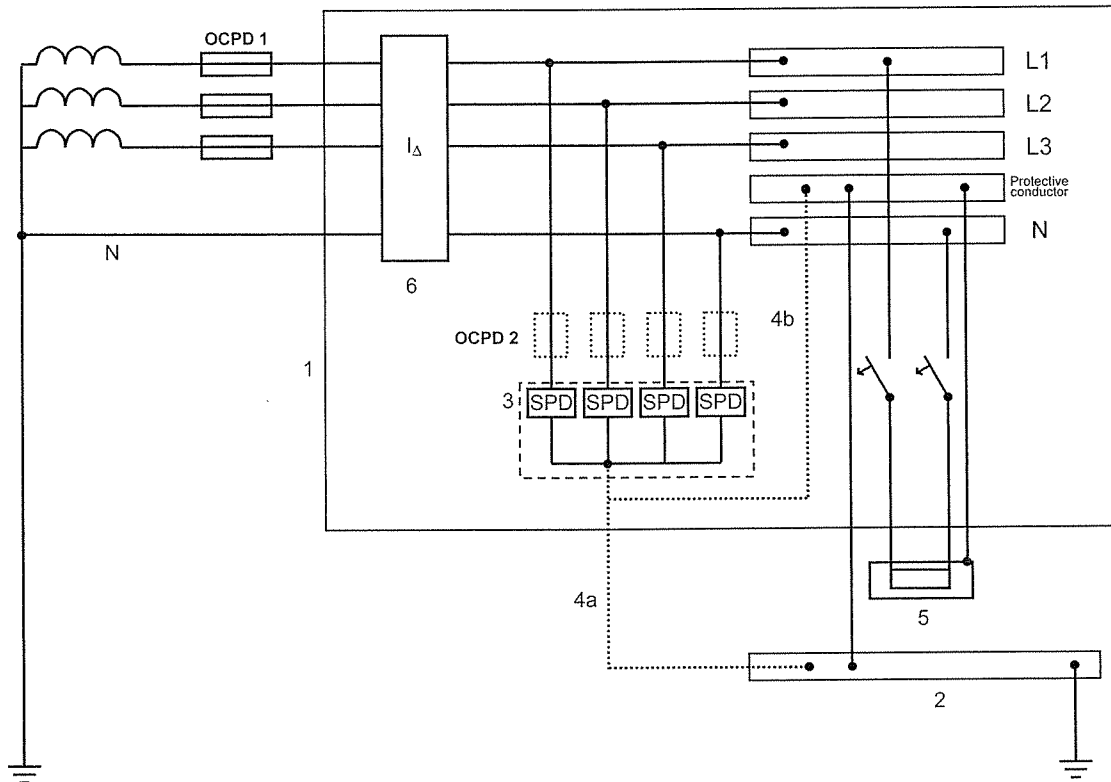 OCPD 1
L1
L2
L3
I∆
Protective
conductor
N
N
6
OCPD 2
4b
1
3
SPD SPD SPD SPD
4a
5
2